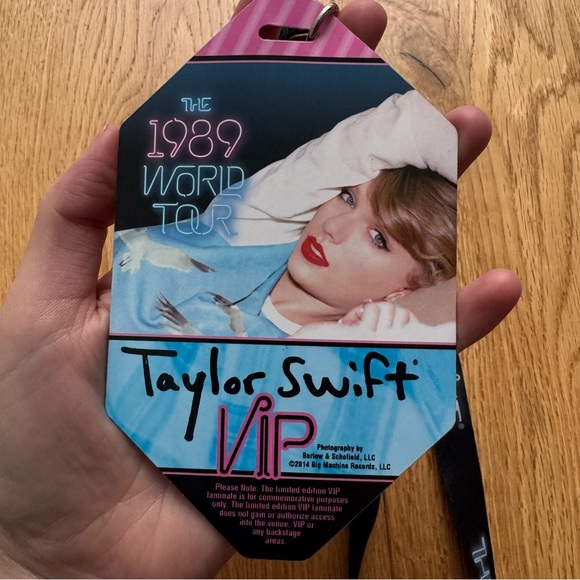 THE
1989
WORLD
TOUR
Taylor Swift
VIP
Photography by
Barlow & Schofield, LLC
©2014 Big Machine Records, LLC
Please Note: The limited edition VIP
laminate is for commemorative purposes
only. The limited edition VIP laminate
does not gain or authorize access
into the venue, VIP or
any backstage
areas.